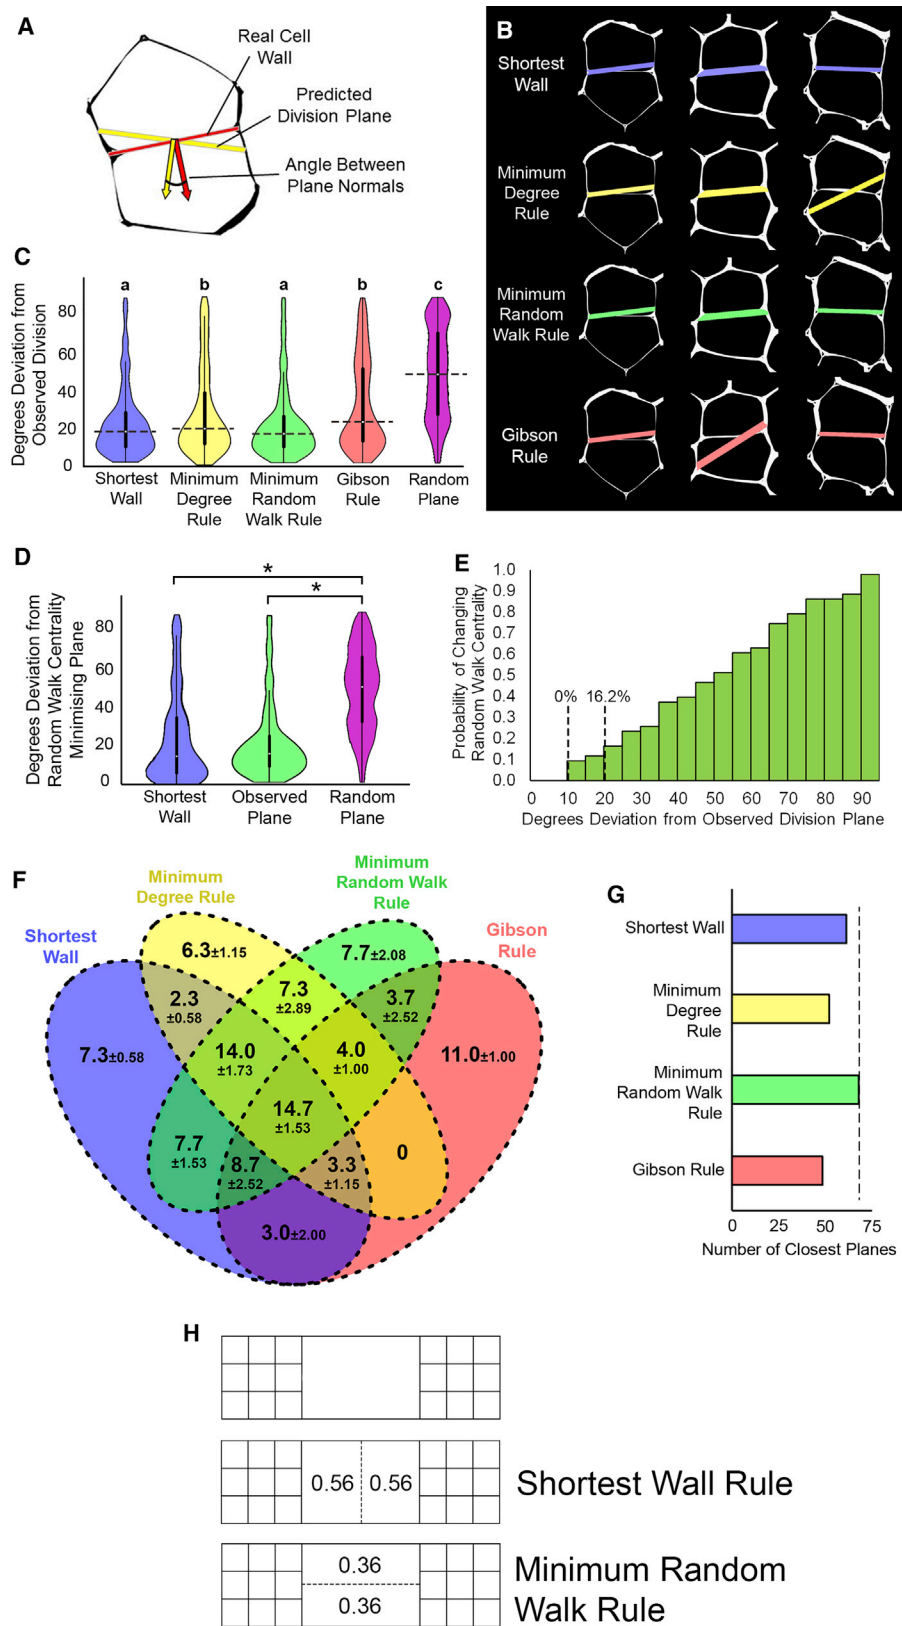 A
Real Cell
Wall
Predicted
Division Plane
Angle Between
Plane Normals
B
Shortest
Wall
Minimum
Degree
Rule
Minimum
Random
Walk Rule
Gibson
Rule
C
Degrees Deviation from
Observed Division
80
60
40
20
0
a
b
a
b
c
Shortest
Wall
Minimum
Degree
Rule
Minimum
Random
Walk Rule
Gibson
Rule
Random
Plane
D
Degrees Deviation from
Random Walk Centrality
Minimising Plane
80
60
40
20
0
*
*
Shortest
Wall
Observed
Plane
Random
Plane
E
Probability of Changing
Random Walk Centrality
1.0
0.9
0.8
0.7
0.6
0.5
0.4
0.3
0.2
0.1
0.0
0%
16.2%
0 10 20 30 40 50 60 70 80 90
Degrees Deviation from Observed Division Plane
F
Shortest
Wall
Minimum
Degree Rule
Minimum
Random Walk
Rule
Gibson
Rule
6.3±1.15
7.7±2.08
2.3
±0.58
7.3
±2.89
3.7
±2.52
7.3±0.58
14.0
±1.73
4.0
±1.00
11.0±1.00
14.7
±1.53
7.7
±1.53
8.7
±2.52
3.3
±1.15
0
3.0±2.00
G
Shortest Wall
Minimum
Degree
Rule
Minimum
Random Walk
Rule
Gibson Rule
0 25 50 75
Number of Closest Planes
H
0.56 0.56
Shortest Wall Rule
0.36
0.36
Minimum Random
Walk Rule